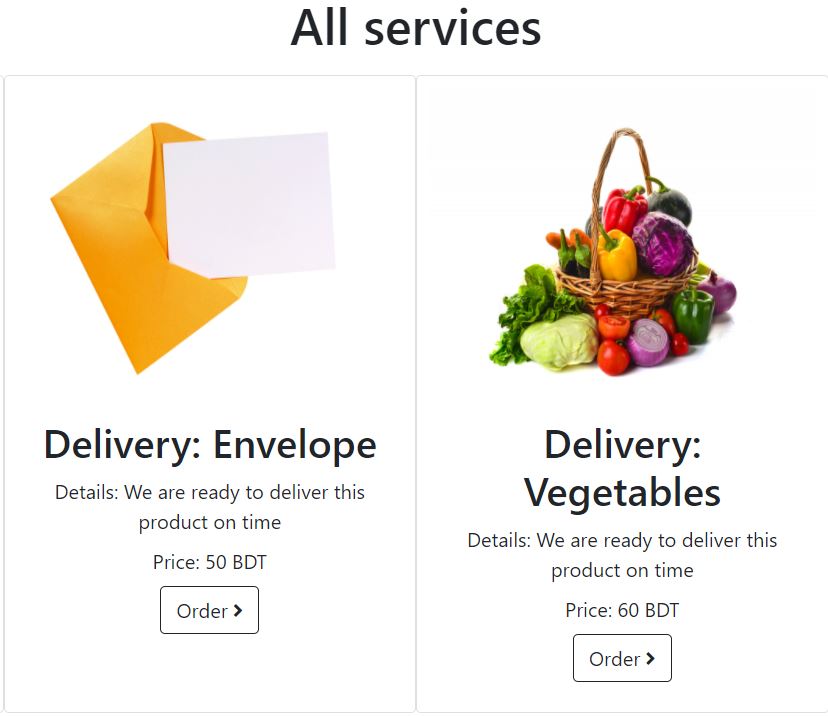 All services
Delivery: Envelope
Details: We are ready to deliver this
product on time
Price: 50 BDT
Order
Delivery:
Vegetables
Details: We are ready to deliver this
product on time
Price: 60 BDT
Order